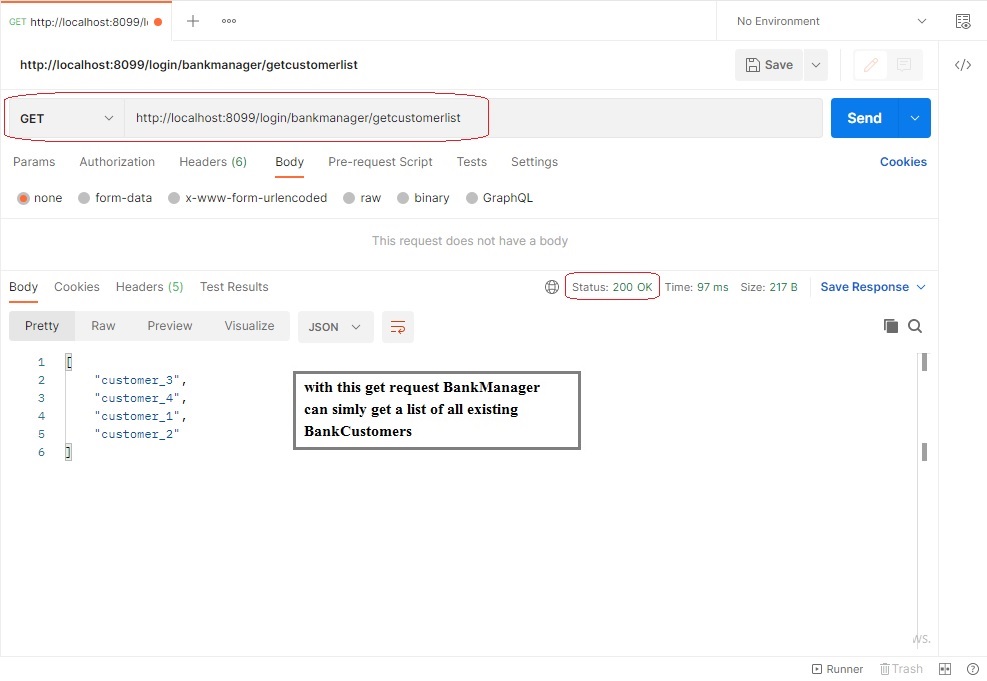 GET http://localhost:8099/l
No Environment
http://localhost:8099/login/bankmanager/getcustomerlist
Save
</>
GET http://localhost:8099/login/bankmanager/getcustomerlist
Send
Params Authorization Headers (6) Body Pre-request Script Tests Settings Cookies
none form-data x-www-form-urlencoded raw binary GraphQL
This request does not have a body
Body Cookies Headers (5) Test Results Status: 200 OK Time: 97 ms Size: 217 B Save Response
Pretty Raw Preview Visualize JSON
1 [
2 "customer_3",
3 "customer_4",
4 "customer_1",
5 "customer_2"
6 ]
with this get request BankManager
can simly get a list of all existing
BankCustomers
ws.
Runner Trash